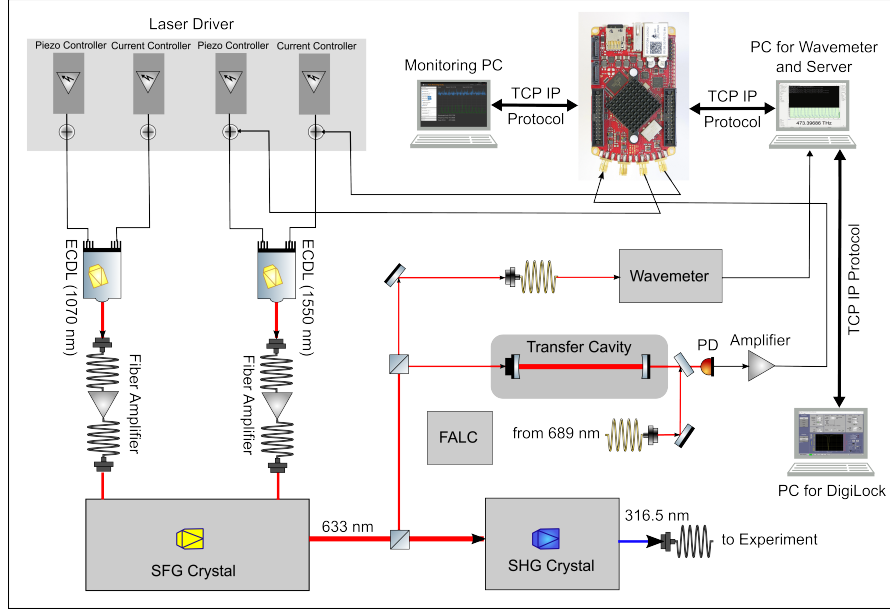 Laser Driver
Piezo Controller
Current Controller
Piezo Controller
Current Controller
Monitoring PC
TCP IP
Protocol
TCP IP
Protocol
PC for Wavemeter
and Server
473.39686 THz
ECDL (1070 nm)
ECDL (1550 nm)
Wavemeter
TCP IP Protocol
Transfer Cavity
PD
Amplifier
Fiber Amplifier
Fiber Amplifier
FALC
from 689 nm
PC for DigiLock
633 nm
316.5 nm
to Experiment
SFG Crystal
SHG Crystal